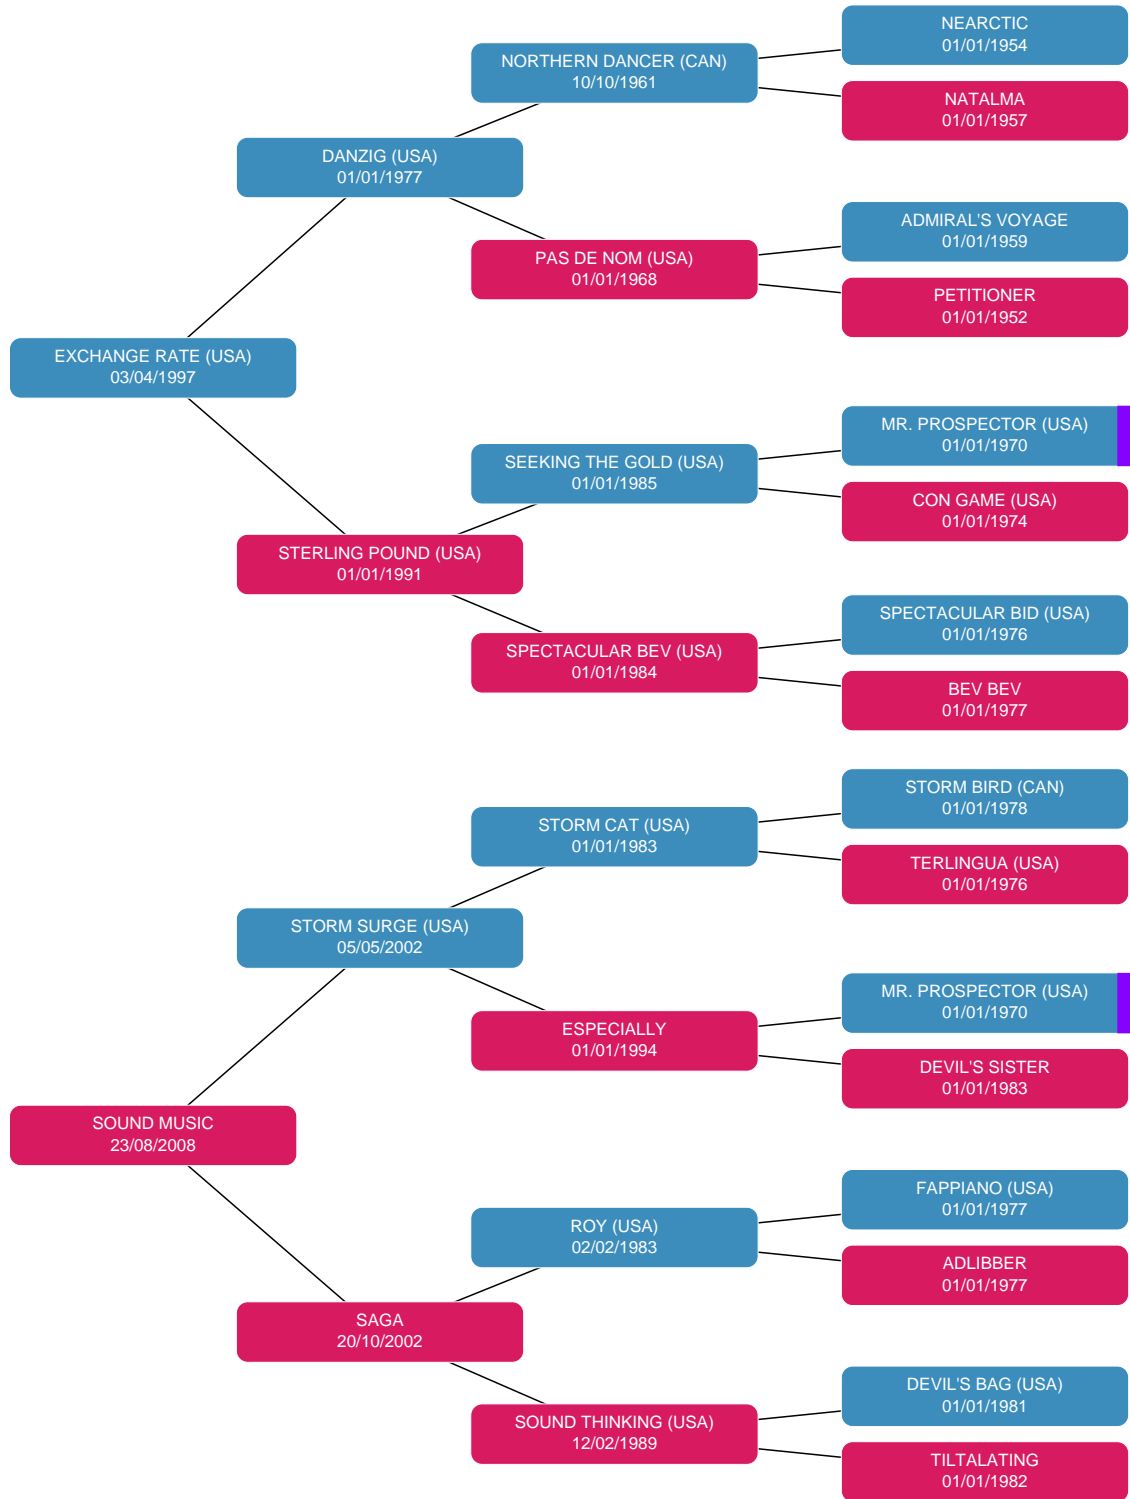 NEARCTIC
01/01/1954
NORTHERN DANCER (CAN)
10/10/1961
NATALMA
01/01/1957
DANZIG (USA)
01/01/1977
ADMIRAL'S VOYAGE
01/01/1959
PAS DE NOM (USA)
01/01/1968
PETITIONER
01/01/1952
EXCHANGE RATE (USA)
03/04/1997
MR. PROSPECTOR (USA)
01/01/1970
SEEKING THE GOLD (USA)
01/01/1985
CON GAME (USA)
01/01/1974
STERLING POUND (USA)
01/01/1991
SPECTACULAR BID (USA)
01/01/1976
SPECTACULAR BEV (USA)
01/01/1984
BEV BEV
01/01/1977
STORM BIRD (CAN)
01/01/1978
STORM CAT (USA)
01/01/1983
TERLINGUA (USA)
01/01/1976
STORM SURGE (USA)
05/05/2002
MR. PROSPECTOR (USA)
01/01/1970
ESPECIALLY
01/01/1994
DEVIL'S SISTER
01/01/1983
SOUND MUSIC
23/08/2008
FAPPIANO (USA)
01/01/1977
ROY (USA)
02/02/1983
ADLIBBER
01/01/1977
SAGA
20/10/2002
DEVIL'S BAG (USA)
01/01/1981
SOUND THINKING (USA)
12/02/1989
TILTALATING
01/01/1982